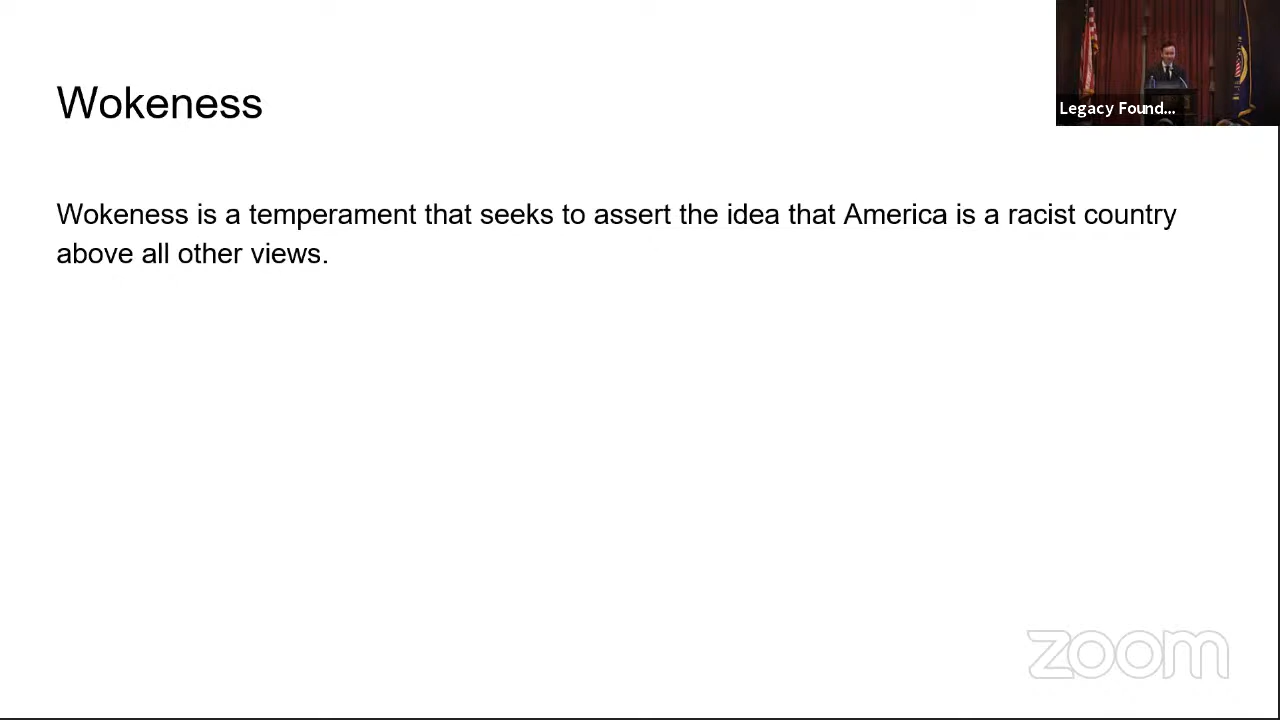 Wokeness
Legacy Found...
Wokeness is a temperament that seeks to assert the idea that America is a racist country
above all other views.
zoom